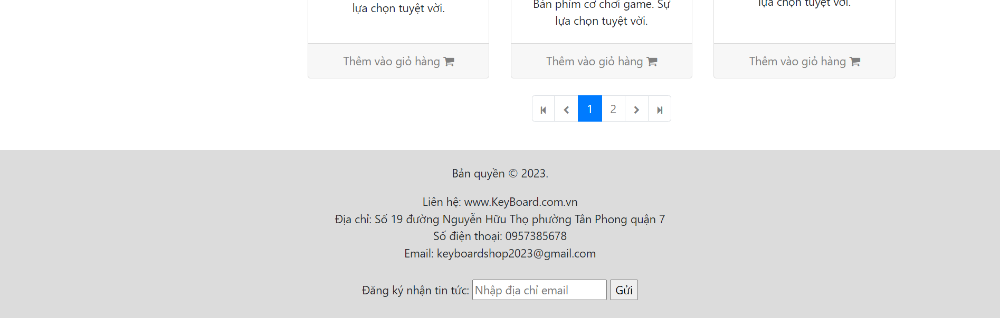 lựa chọn tuyệt vời.
Bàn phím cơ chơi game. Sự
lựa chọn tuyệt vời.
lựa chọn tuyệt vời.
Thêm vào giỏ hàng
Thêm vào giỏ hàng
Thêm vào giỏ hàng
1 2
Bản quyền © 2023.
Liên hệ: www.KeyBoard.com.vn
Địa chỉ: Số 19 đường Nguyễn Hữu Thọ phường Tân Phong quận 7
Số điện thoại: 0957385678
Email: keyboardshop2023@gmail.com
Đăng ký nhận tin tức: Nhập địa chỉ email Gửi